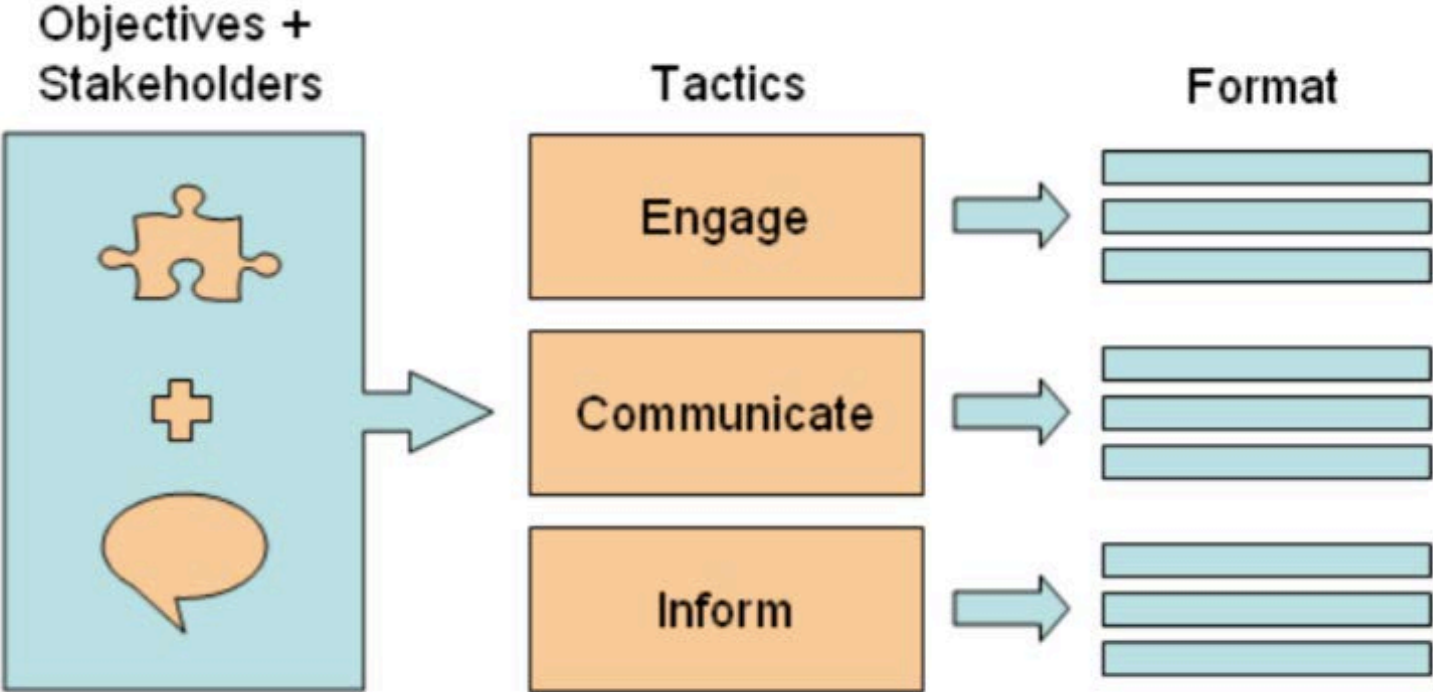 Objectives +
Stakeholders
Tactics
Format
Engage
Communicate
Inform